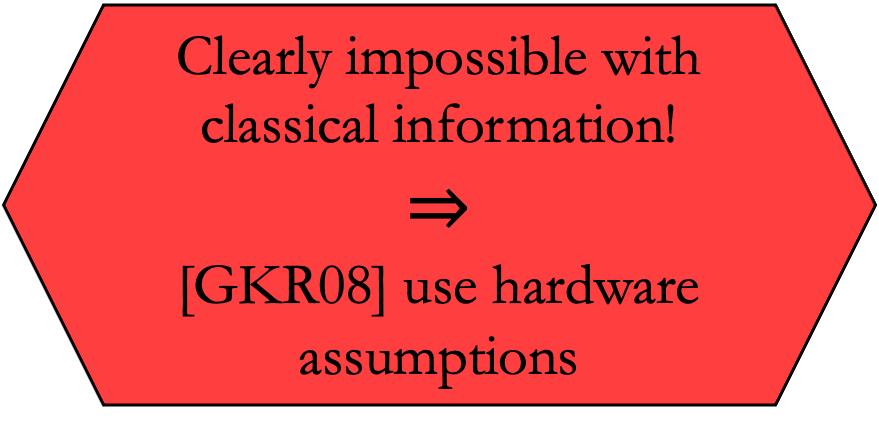 Clearly impossible with
classical information!
⇒
[GKR08] use hardware
assumptions